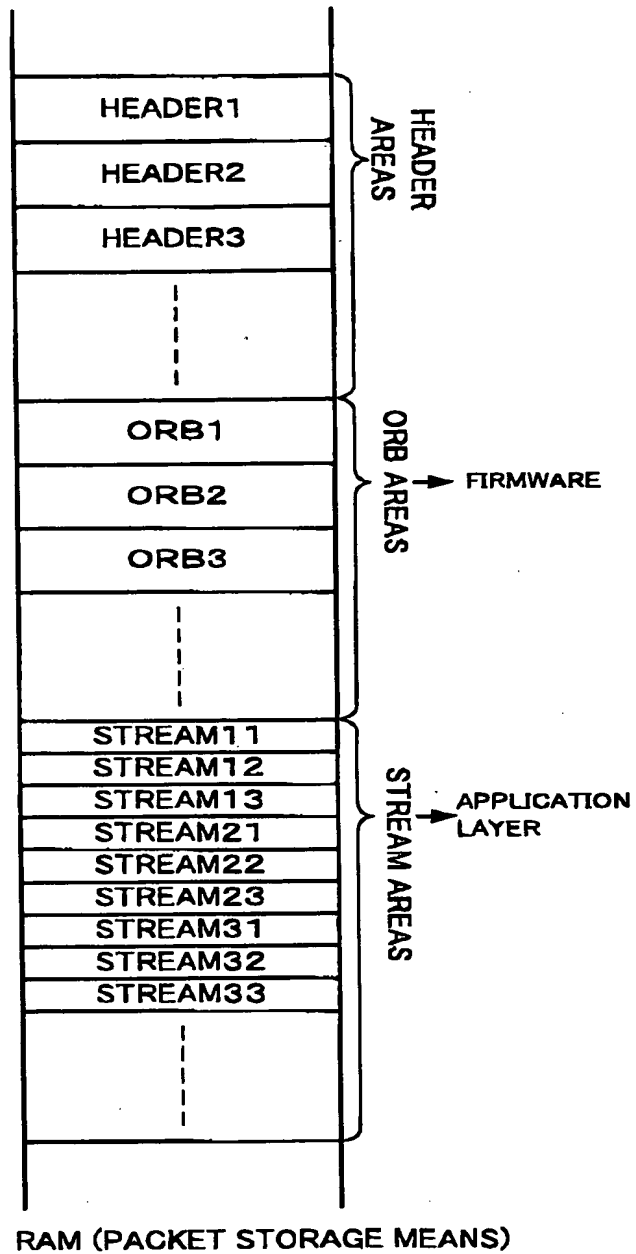 HEADER1
HEADER2
HEADER3
HEADER
AREAS
ORB1
ORB2
ORB3
ORB AREAS
FIRMWARE
STREAM11
STREAM12
STREAM13
STREAM21
STREAM22
STREAM23
STREAM31
STREAM32
STREAM33
STREAM AREAS
APPLICATION
LAYER
RAM (PACKET STORAGE MEANS)